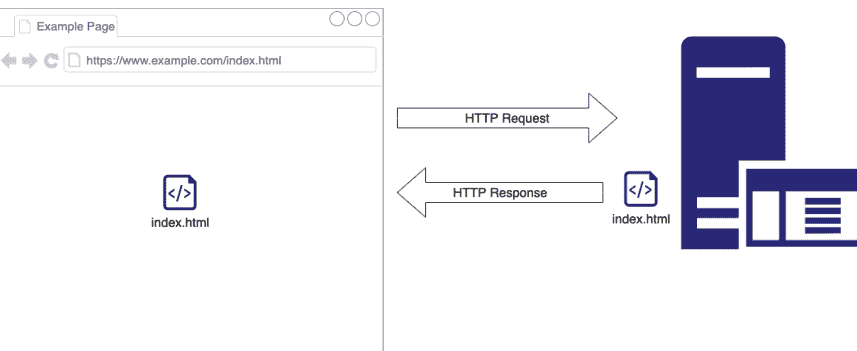 Example Page
https://www.example.com/index.html
HTTP Request
HTTP Response
index.html
index.html